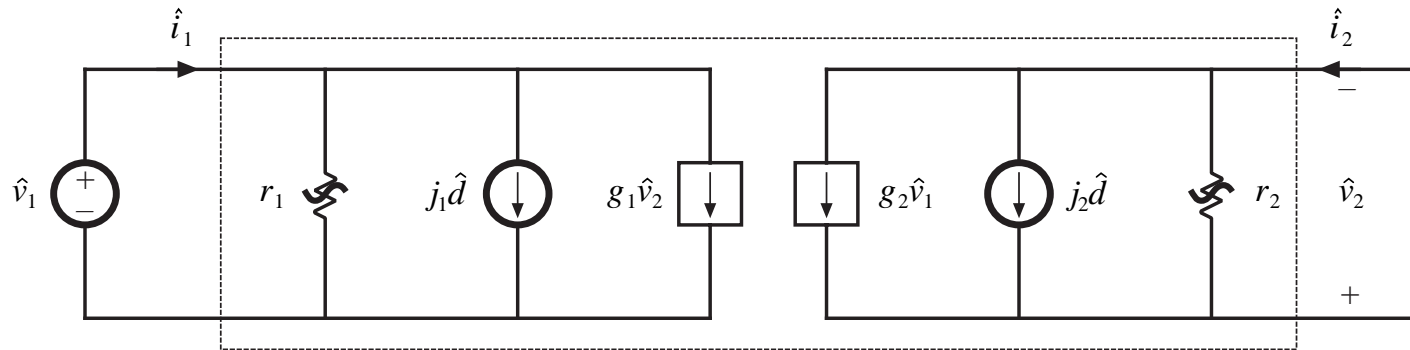 î₁
î₂
v̂₁
+
−
r₁
j₁d̂
g₁v̂₂
g₂v̂₁
j₂d̂
r₂
−
v̂₂
+